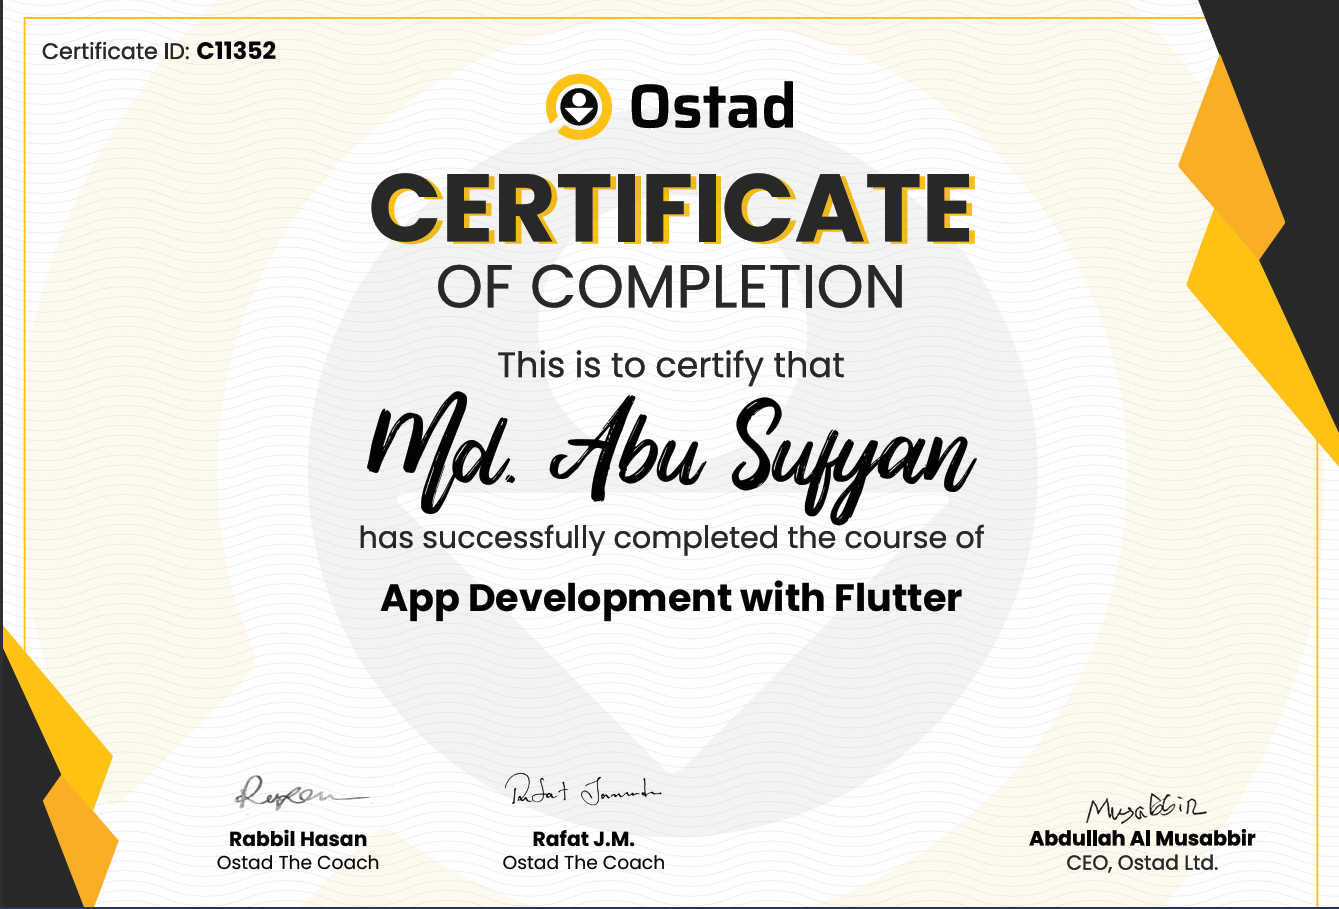 Certificate ID: C11352
Ostad
CERTIFICATE
OF COMPLETION
This is to certify that
Md. Abu Sufyan
has successfully completed the course of
App Development with Flutter
Rafat J.M.
Musabbir
Rabbil Hasan
Rafat J.M.
Abdullah Al Musabbir
Ostad The Coach
Ostad The Coach
CEO, Ostad Ltd.